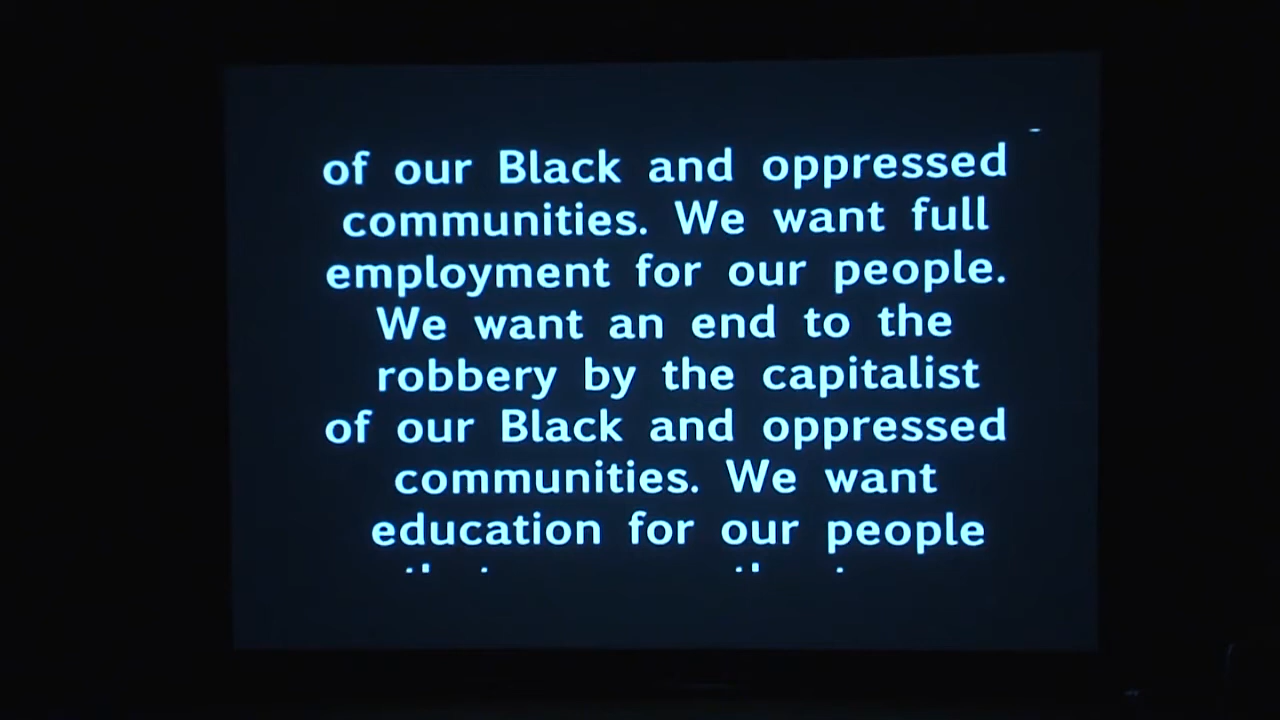 of our Black and oppressed
communities. We want full
employment for our people.
We want an end to the
robbery by the capitalist
of our Black and oppressed
communities. We want
education for our people